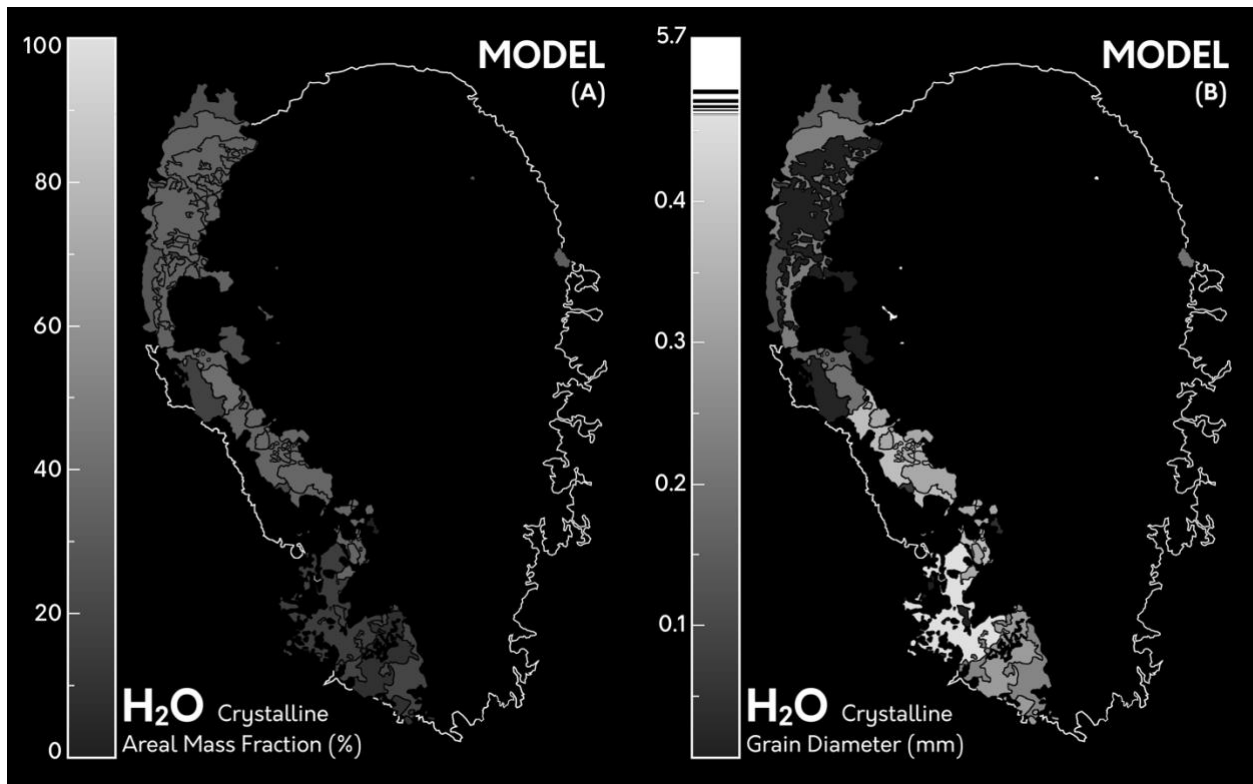 100
80
60
40
20
0
MODEL
(A)
H₂O Crystalline
Areal Mass Fraction (%)
5.7
0.4
0.3
0.2
0.1
MODEL
(B)
H₂O Crystalline
Grain Diameter (mm)